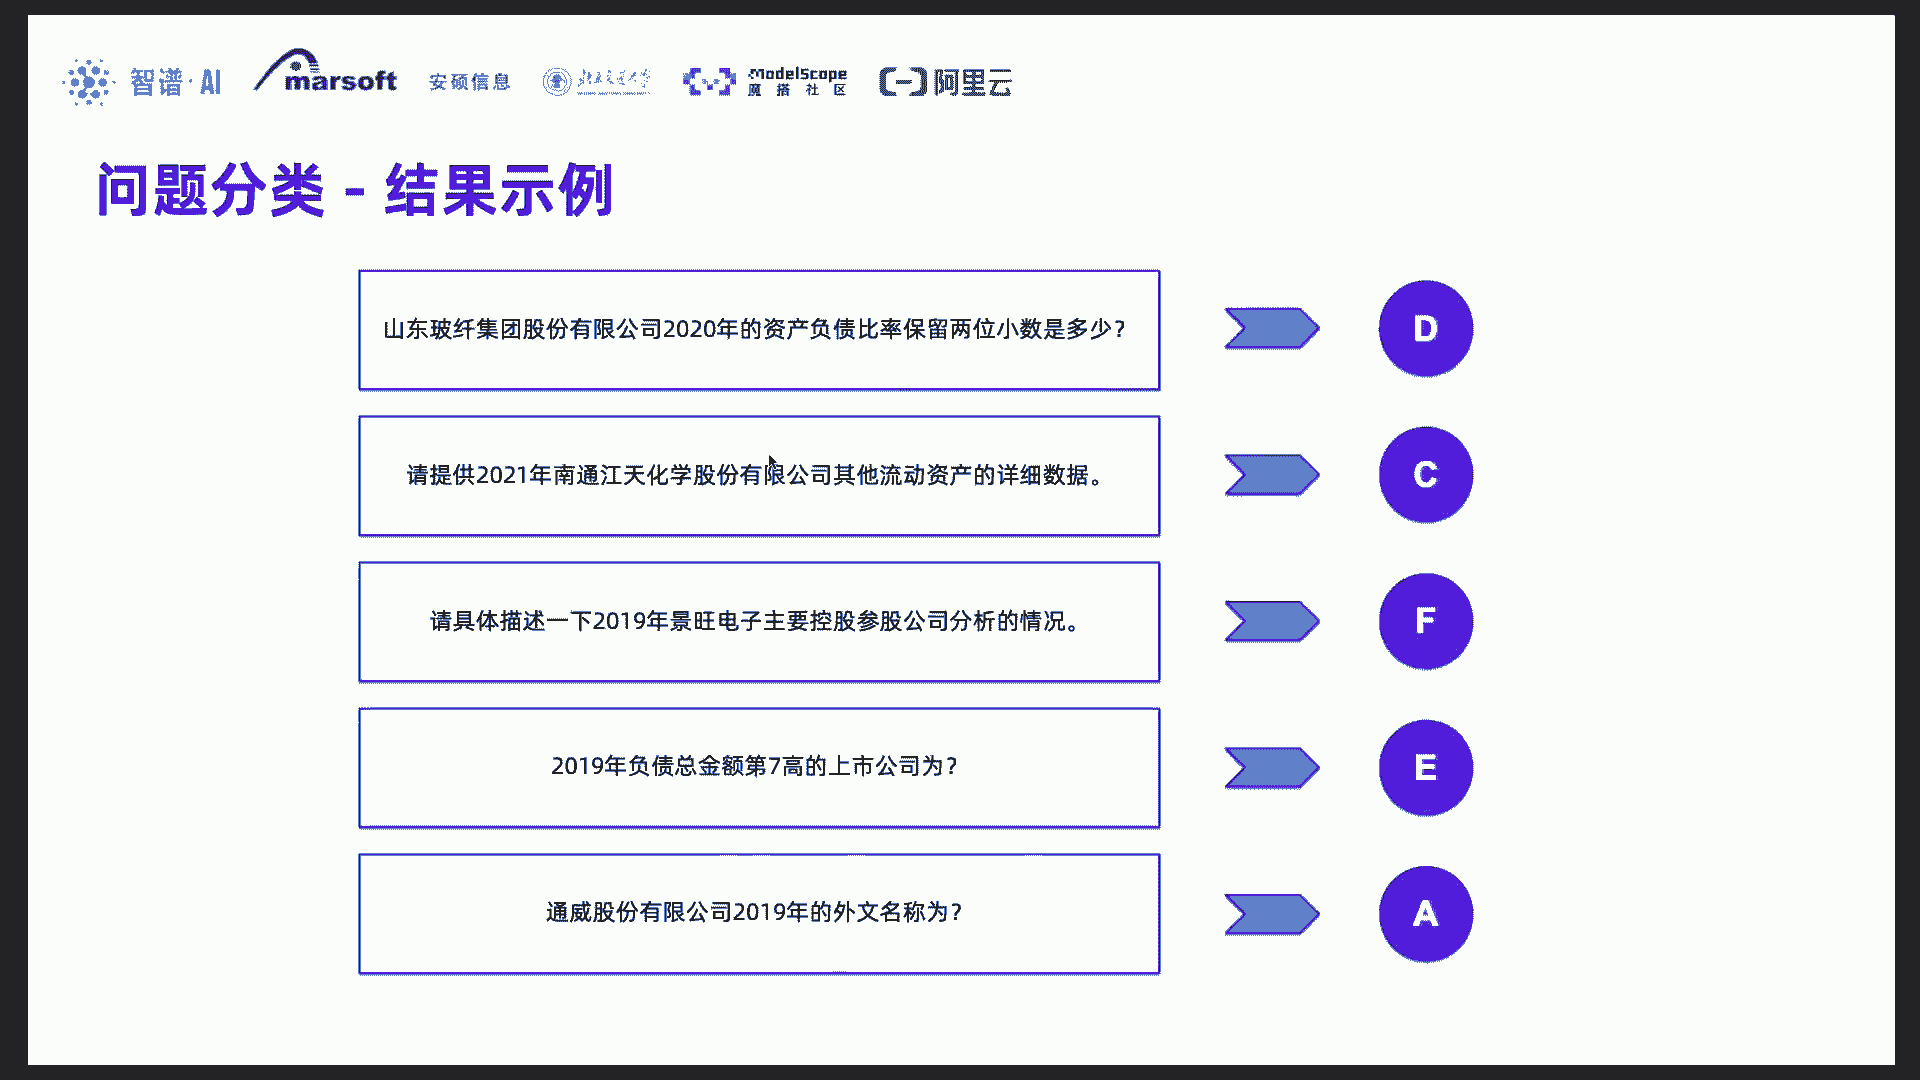 智谱·AI
marsoft
安硕信息
ModelScope
魔搭社区
阿里云
问题分类 - 结果示例
山东玻纤集团股份有限公司2020年的资产负债比率保留两位小数是多少？
D
请提供2021年南通江天化学股份有限公司其他流动资产的详细数据。
C
请具体描述一下2019年景旺电子主要控股参股公司分析的情况。
F
2019年负债总金额第7高的上市公司为？
E
通威股份有限公司2019年的外文名称为？
A